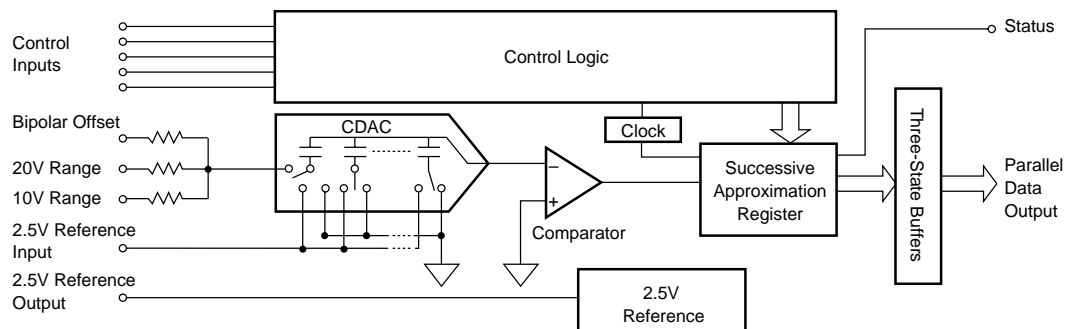 Control
Inputs
Control Logic
Status
Bipolar Offset
20V Range
10V Range
2.5V Reference
Input
2.5V Reference
Output
CDAC
Clock
Comparator
–
+
Successive
Approximation
Register
Three-State Buffers
Parallel
Data
Output
2.5V
Reference